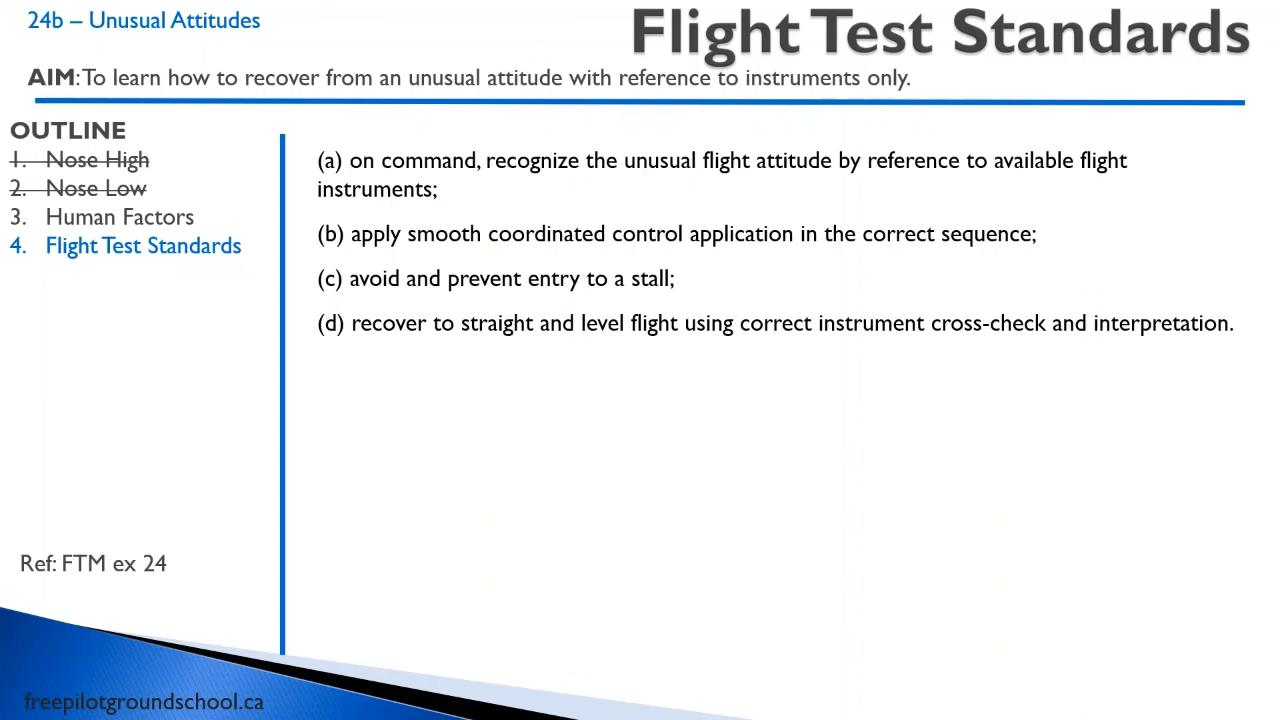 24b – Unusual Attitudes
Flight Test Standards
AIM: To learn how to recover from an unusual attitude with reference to instruments only.
OUTLINE
1. Nose High
2. Nose Low
3. Human Factors
4. Flight Test Standards
(a) on command, recognize the unusual flight attitude by reference to available flight
instruments;
(b) apply smooth coordinated control application in the correct sequence;
(c) avoid and prevent entry to a stall;
(d) recover to straight and level flight using correct instrument cross-check and interpretation.
Ref: FTM ex 24
freepilotgroundschool.ca